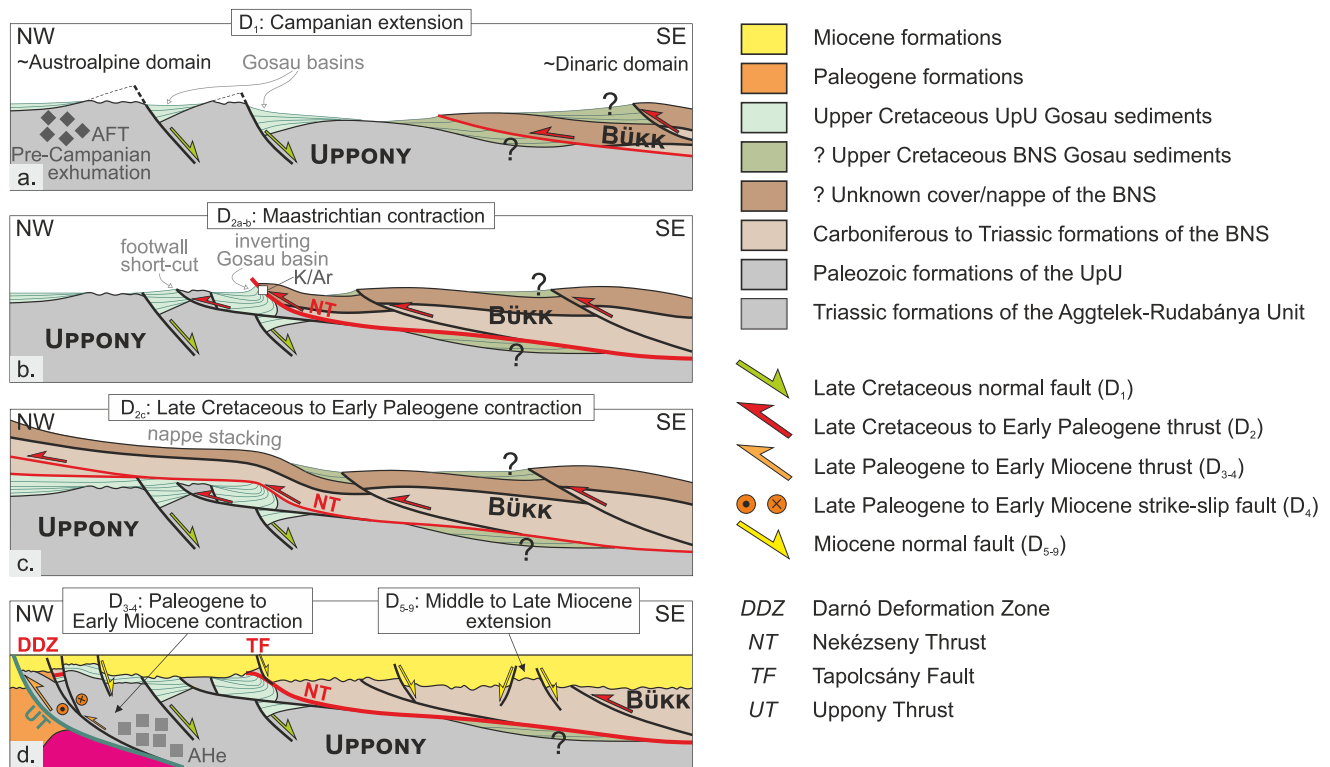 D1: Campanian extension
NW
SE
~Austroalpine domain
Gosau basins
~Dinaric domain
?
AFT
BÜKK
Pre-Campanian
exhumation
UPPONY
?
a.
D2a-b: Maastrichtian contraction
NW
SE
footwall
short-cut
inverting
Gosau basin
K/Ar
?
NT
BÜKK
UPPONY
?
b.
D2c: Late Cretaceous to Early Paleogene contraction
NW
SE
nappe stacking
?
NT
BÜKK
UPPONY
?
c.
NW
D3-4: Paleogene to
Early Miocene contraction
D5-9: Middle to Late Miocene
extension
SE
DDZ
TF
NT
BÜKK
UT
UPPONY
AHe
?
d.
Miocene formations
Paleogene formations
Upper Cretaceous UpU Gosau sediments
? Upper Cretaceous BNS Gosau sediments
? Unknown cover/nappe of the BNS
Carboniferous to Triassic formations of the BNS
Paleozoic formations of the UpU
Triassic formations of the Aggtelek-Rudabánya Unit
Late Cretaceous normal fault (D1)
Late Cretaceous to Early Paleogene thrust (D2)
Late Paleogene to Early Miocene thrust (D3-4)
Late Paleogene to Early Miocene strike-slip fault (D4)
Miocene normal fault (D5-9)
DDZ Darnó Deformation Zone
NT Nekézseny Thrust
TF Tapolcsány Fault
UT Uppony Thrust